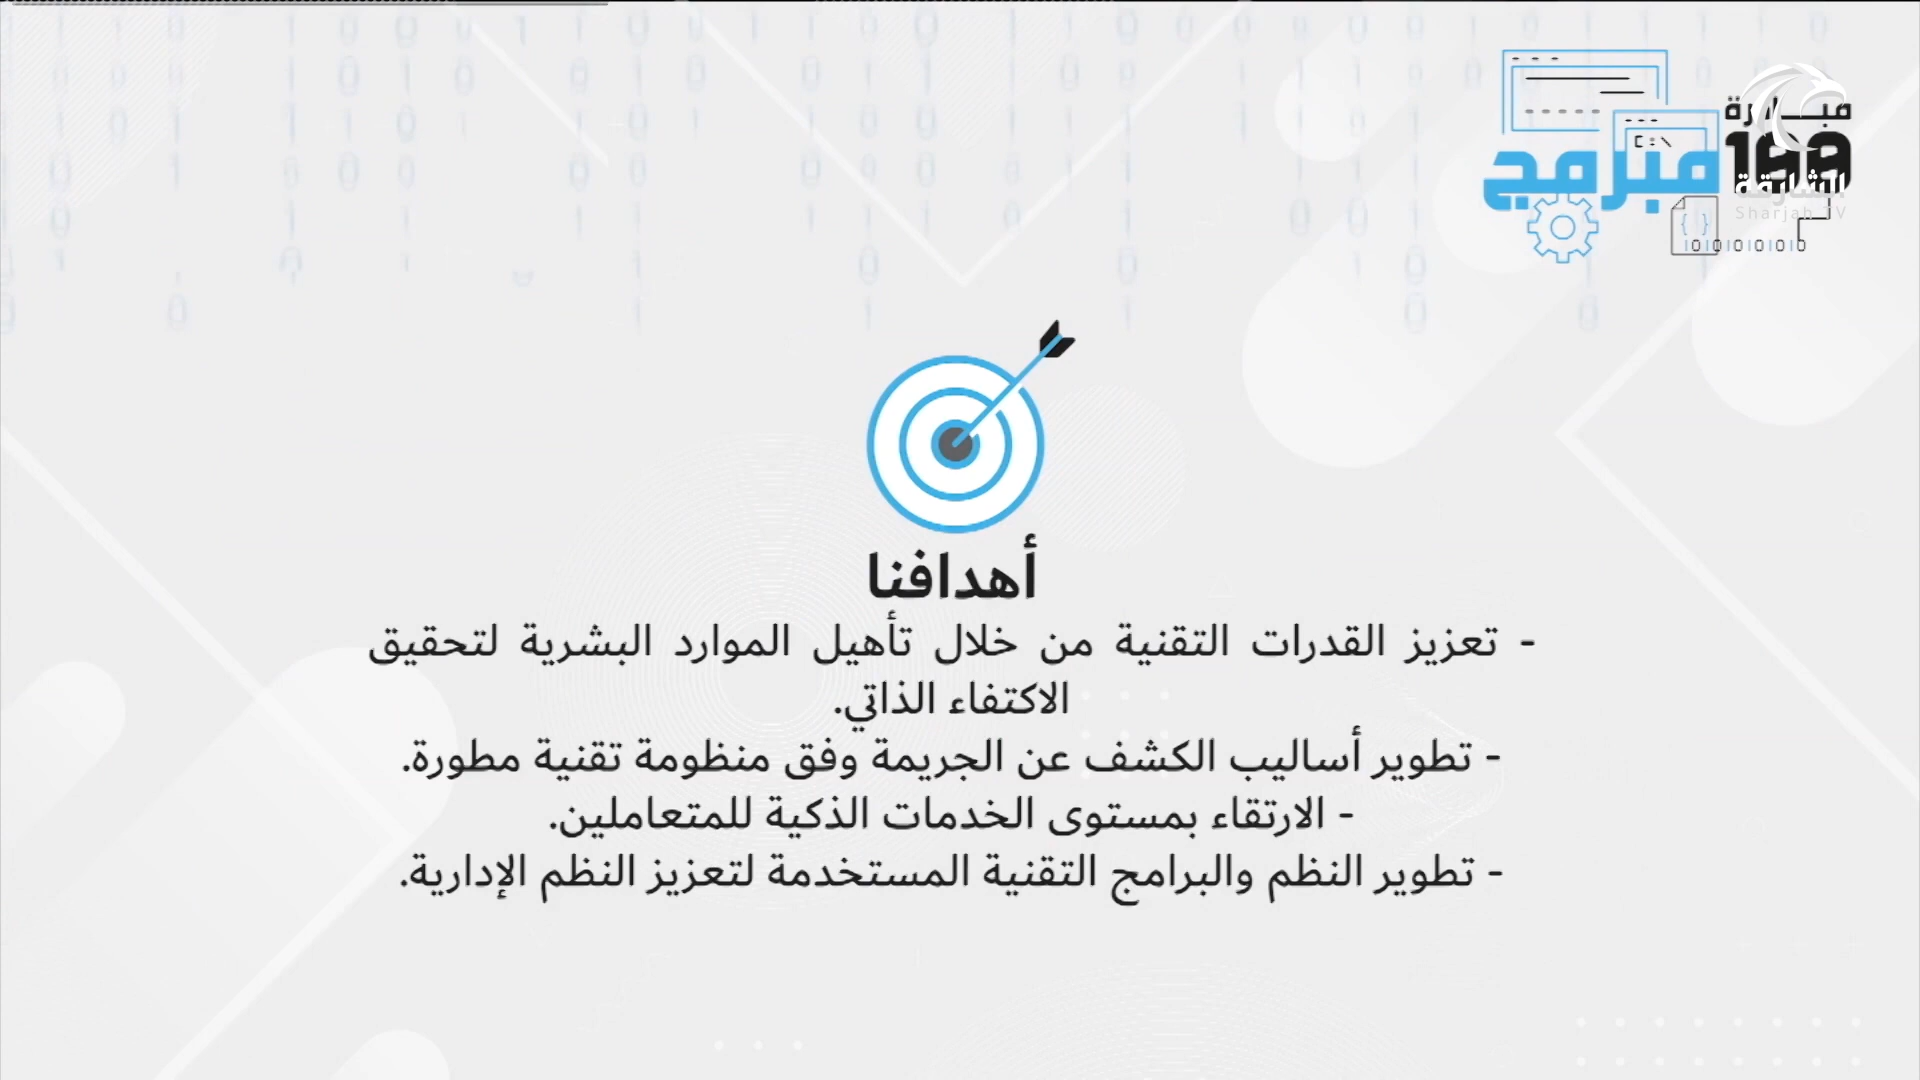 مبادرة
مبرمج
C:\
الشارقة
Sharjah TV
{ }
أهدافنا
- تعزيز القدرات التقنية من خلال تأهيل الموارد البشرية لتحقيق
الاكتفاء الذاتي.
- تطوير أساليب الكشف عن الجريمة وفق منظومة تقنية مطورة.
- الارتقاء بمستوى الخدمات الذكية للمتعاملين.
- تطوير النظم والبرامج التقنية المستخدمة لتعزيز النظم الإدارية.